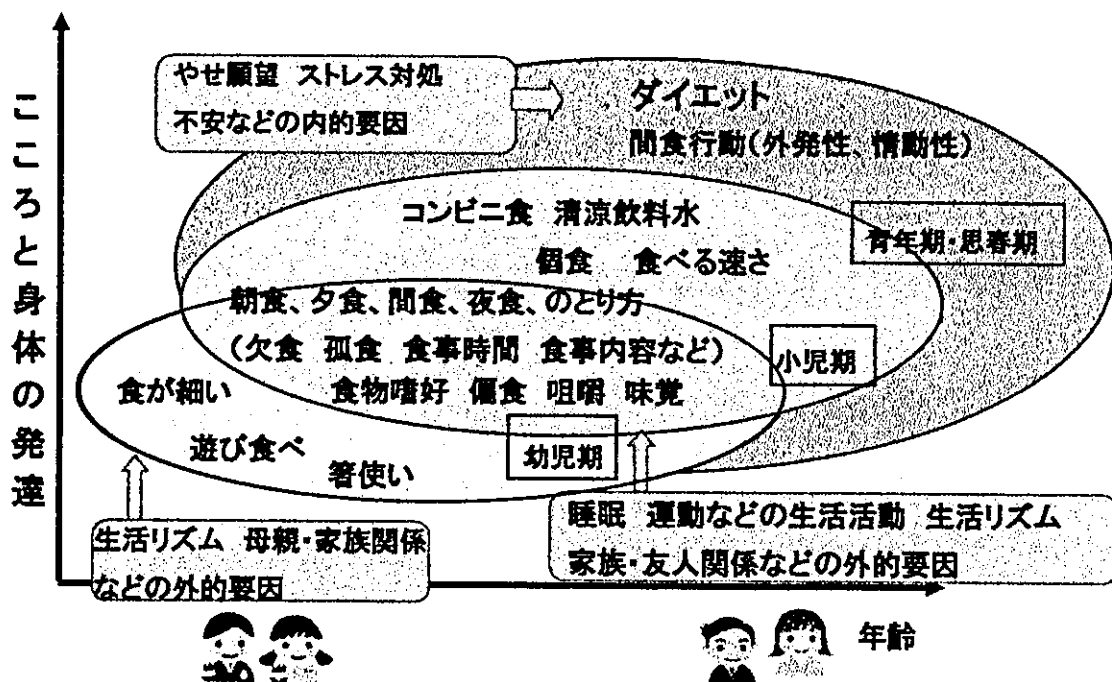 こころと身体の発達
やせ願望 ストレス対処
不安などの内的要因
ダイエット
間食行動(外発性、情動性)
コンビニ食 清涼飲料水
青年期・思春期
個食 食べる速さ
朝食、夕食、間食、夜食、のとり方
(欠食 孤食 食事時間 食事内容など)
小児期
食が細い
食物嗜好 偏食 咀嚼 味覚
遊び食べ
箸使い
幼児期
生活リズム 母親・家族関係
などの外的要因
睡眠 運動などの生活活動 生活リズム
家族・友人関係などの外的要因
年齢